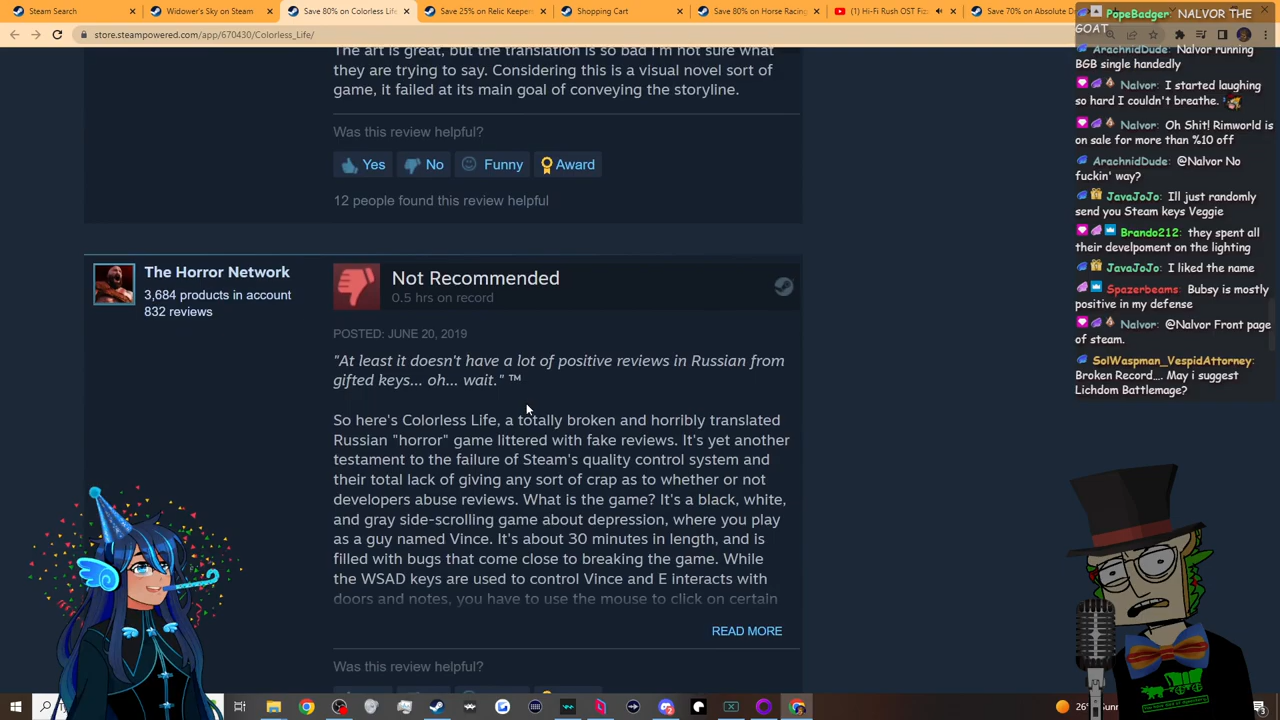 Steam Search
Widower's Sky on Steam
Save 80% on Colorless Life
Save 25% on Relic Keepers
Shopping Cart
Save 80% on Horse Racing
(1) Hi-Fi Rush OST Fizz
Save 70% on Absolute D
store.steampowered.com/app/670430/Colorless_Life/
The art is great, but the translation is so bad I'm not sure what
they are trying to say. Considering this is a visual novel sort of
game, it failed at its main goal of conveying the storyline.
Was this review helpful?
Yes
No
Funny
Award
12 people found this review helpful
The Horror Network
3,684 products in account
832 reviews
Not Recommended
0.5 hrs on record
POSTED: JUNE 20, 2019
"At least it doesn't have a lot of positive reviews in Russian from
gifted keys... oh... wait." ™
So here's Colorless Life, a totally broken and horribly translated
Russian "horror" game littered with fake reviews. It's yet another
testament to the failure of Steam's quality control system and
their total lack of giving any sort of crap as to whether or not
developers abuse reviews. What is the game? It's a black, white,
and gray side-scrolling game about depression, where you play
as a guy named Vince. It's about 30 minutes in length, and is
filled with bugs that come close to breaking the game. While
the WSAD keys are used to control Vince and E interacts with
doors and notes, you have to use the mouse to click on certain
READ MORE
Was this review helpful?
PopeBadger: NALVOR THE
GOAT
ArachnidDude: Nalvor running
BGB single handedly
Nalvor: I started laughing
so hard I couldn't breathe.
Nalvor: Oh Shit! Rimworld is
on sale for more than %10 off
ArachnidDude: @Nalvor No
fuckin' way?
JavaJoJo: Ill just randomly
send you Steam keys Veggie
Brando212: they spent all
their develpoment on the lighting
JavaJoJo: I liked the name
Spazerbeams: Bubsy is mostly
positive in my defense
Nalvor: @Nalvor Front page
of steam.
SolWaspman_VespidAttorney:
Broken Record.... May i suggest
Lichdom Battlemage?
26°